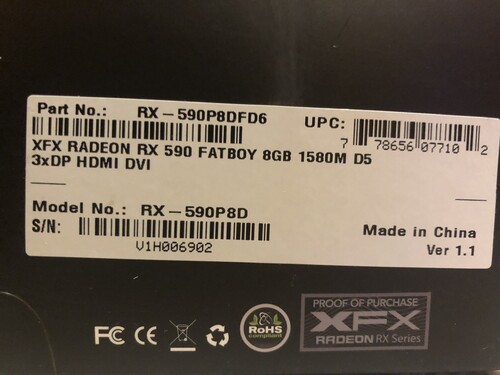 Part No.: RX-590P8DFD6 UPC:
7 78656 07710 2
XFX RADEON RX 590 FATBOY 8GB 1580M D5
3xDP HDMI DVI
Model No.: RX-590P8D
S/N:
V1H006902
Made in China
Ver 1.1
FC CE
RoHS
compliant
PROOF OF PURCHASE
XFX
RADEON RX Series